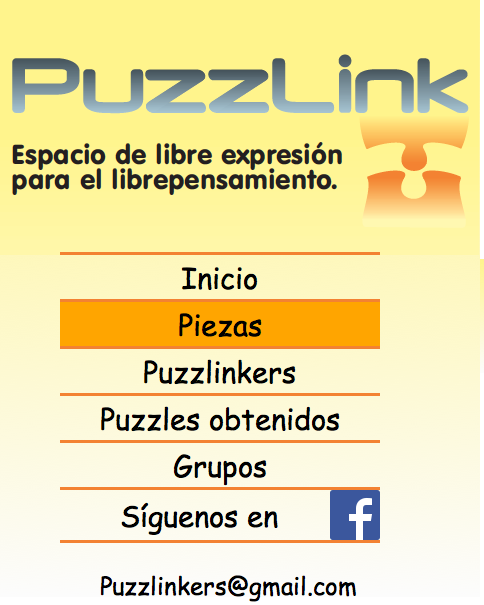 PuzzLink
Espacio de libre expresión
para el librepensamiento.
Inicio
Piezas
Puzzlinkers
Puzzles obtenidos
Grupos
Síguenos en f
Puzzlinkers@gmail.com